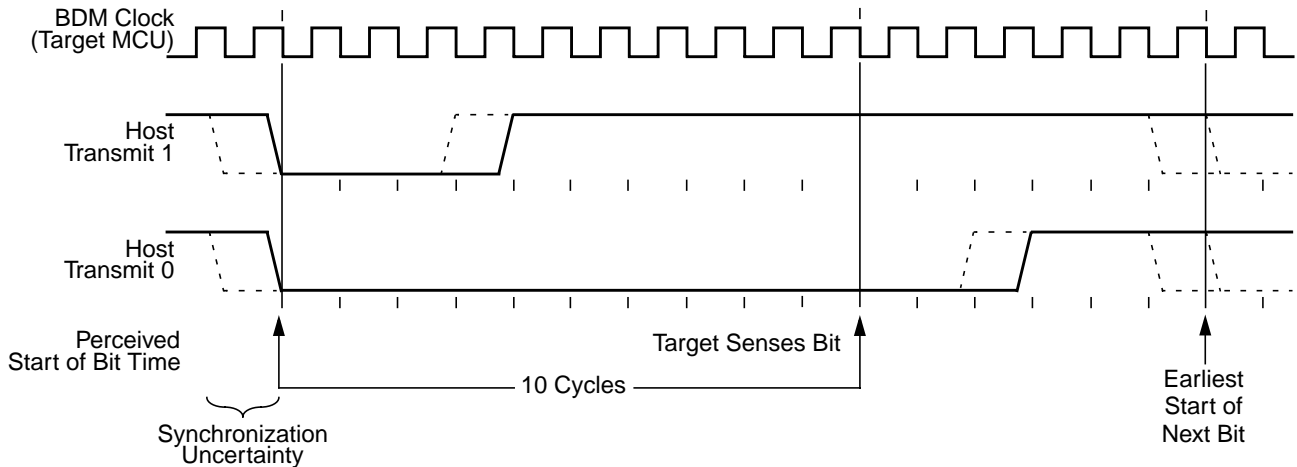 BDM Clock
(Target MCU)
Host
Transmit 1
Host
Transmit 0
Perceived
Start of Bit Time
Target Senses Bit
10 Cycles
Earliest
Start of
Next Bit
Synchronization
Uncertainty